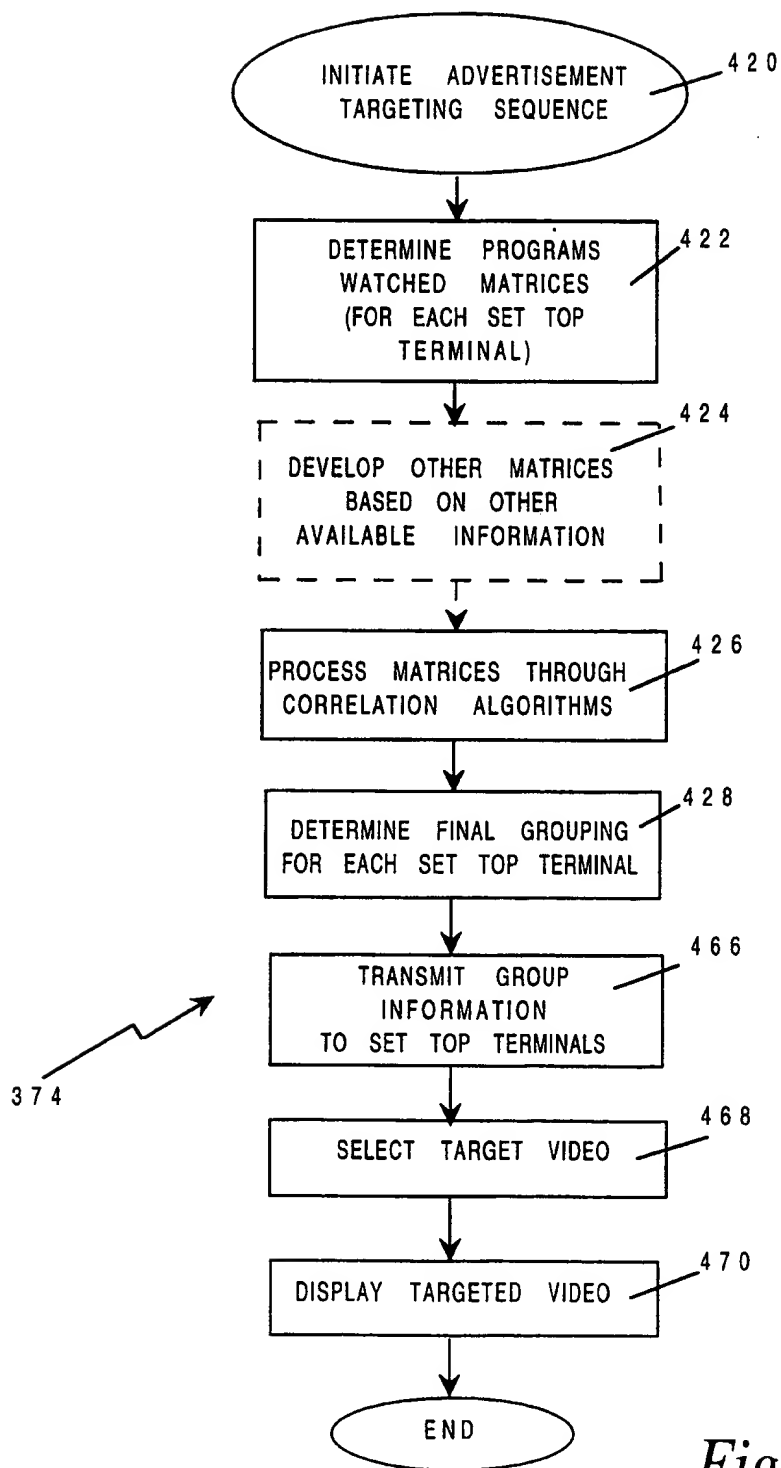 INITIATE ADVERTISEMENT
TARGETING SEQUENCE
420
DETERMINE PROGRAMS
WATCHED MATRICES
(FOR EACH SET TOP
TERMINAL)
422
DEVELOP OTHER MATRICES
BASED ON OTHER
AVAILABLE INFORMATION
424
PROCESS MATRICES THROUGH
CORRELATION ALGORITHMS
426
DETERMINE FINAL GROUPING
FOR EACH SET TOP TERMINAL
428
TRANSMIT GROUP
INFORMATION
TO SET TOP TERMINALS
466
374
SELECT TARGET VIDEO
468
DISPLAY TARGETED VIDEO
470
END
Fig